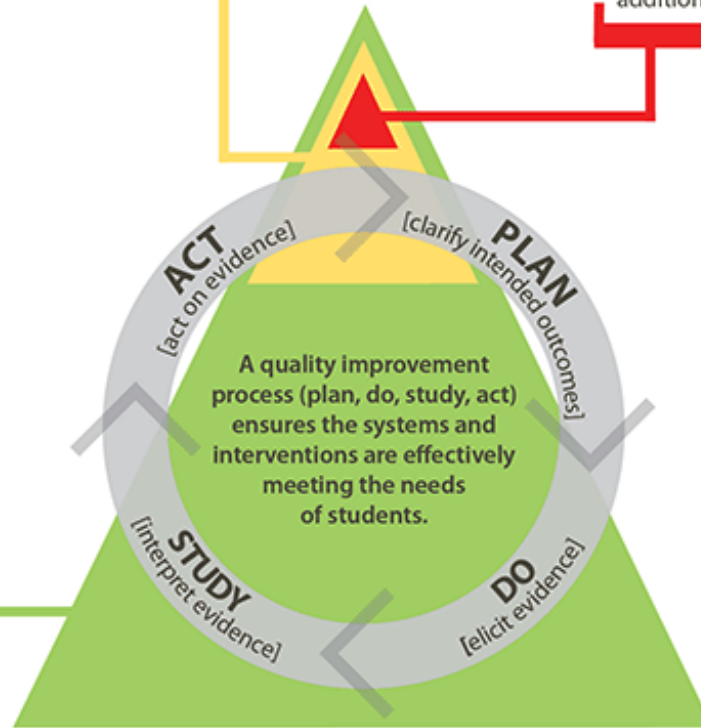 addition
PLAN
[clarify intended outcomes]
DO
[elicit evidence]
STUDY
[interpret evidence]
ACT
[act on evidence]
A quality improvement
process (plan, do, study, act)
ensures the systems and
interventions are effectively
meeting the needs
of students.